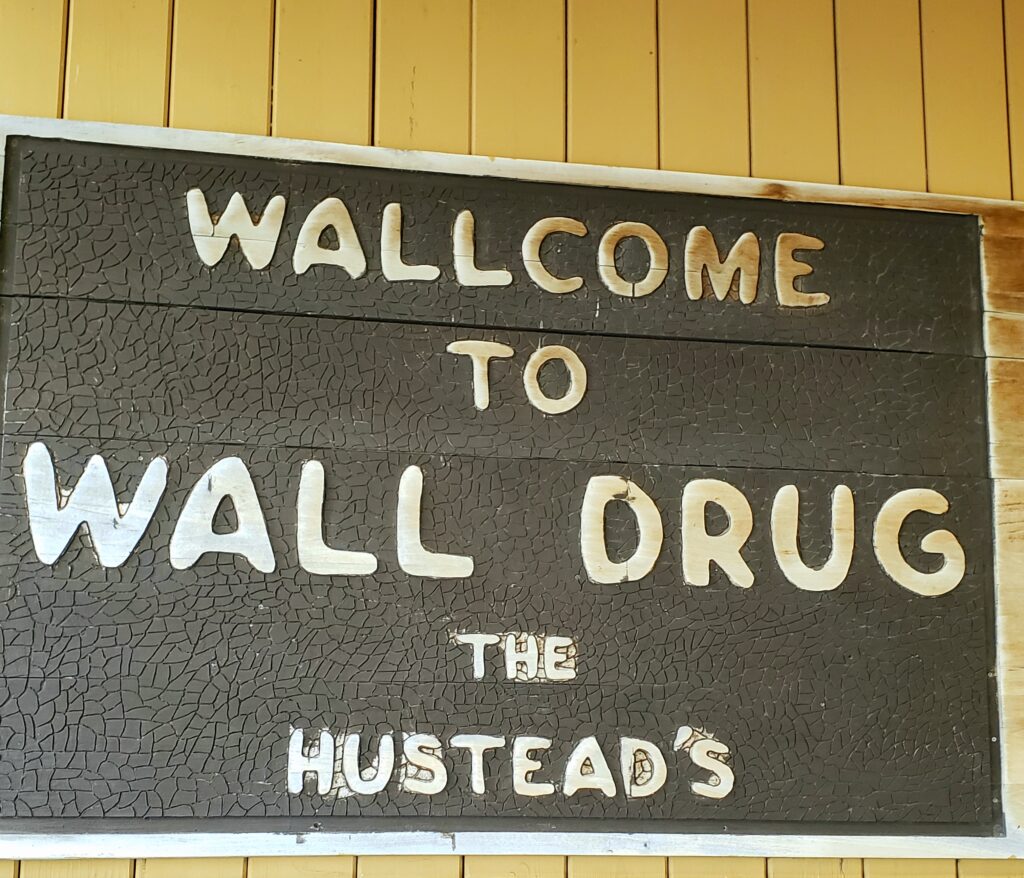 WALLCOME
TO
WALL DRUG
THE
HUSTEAD'S